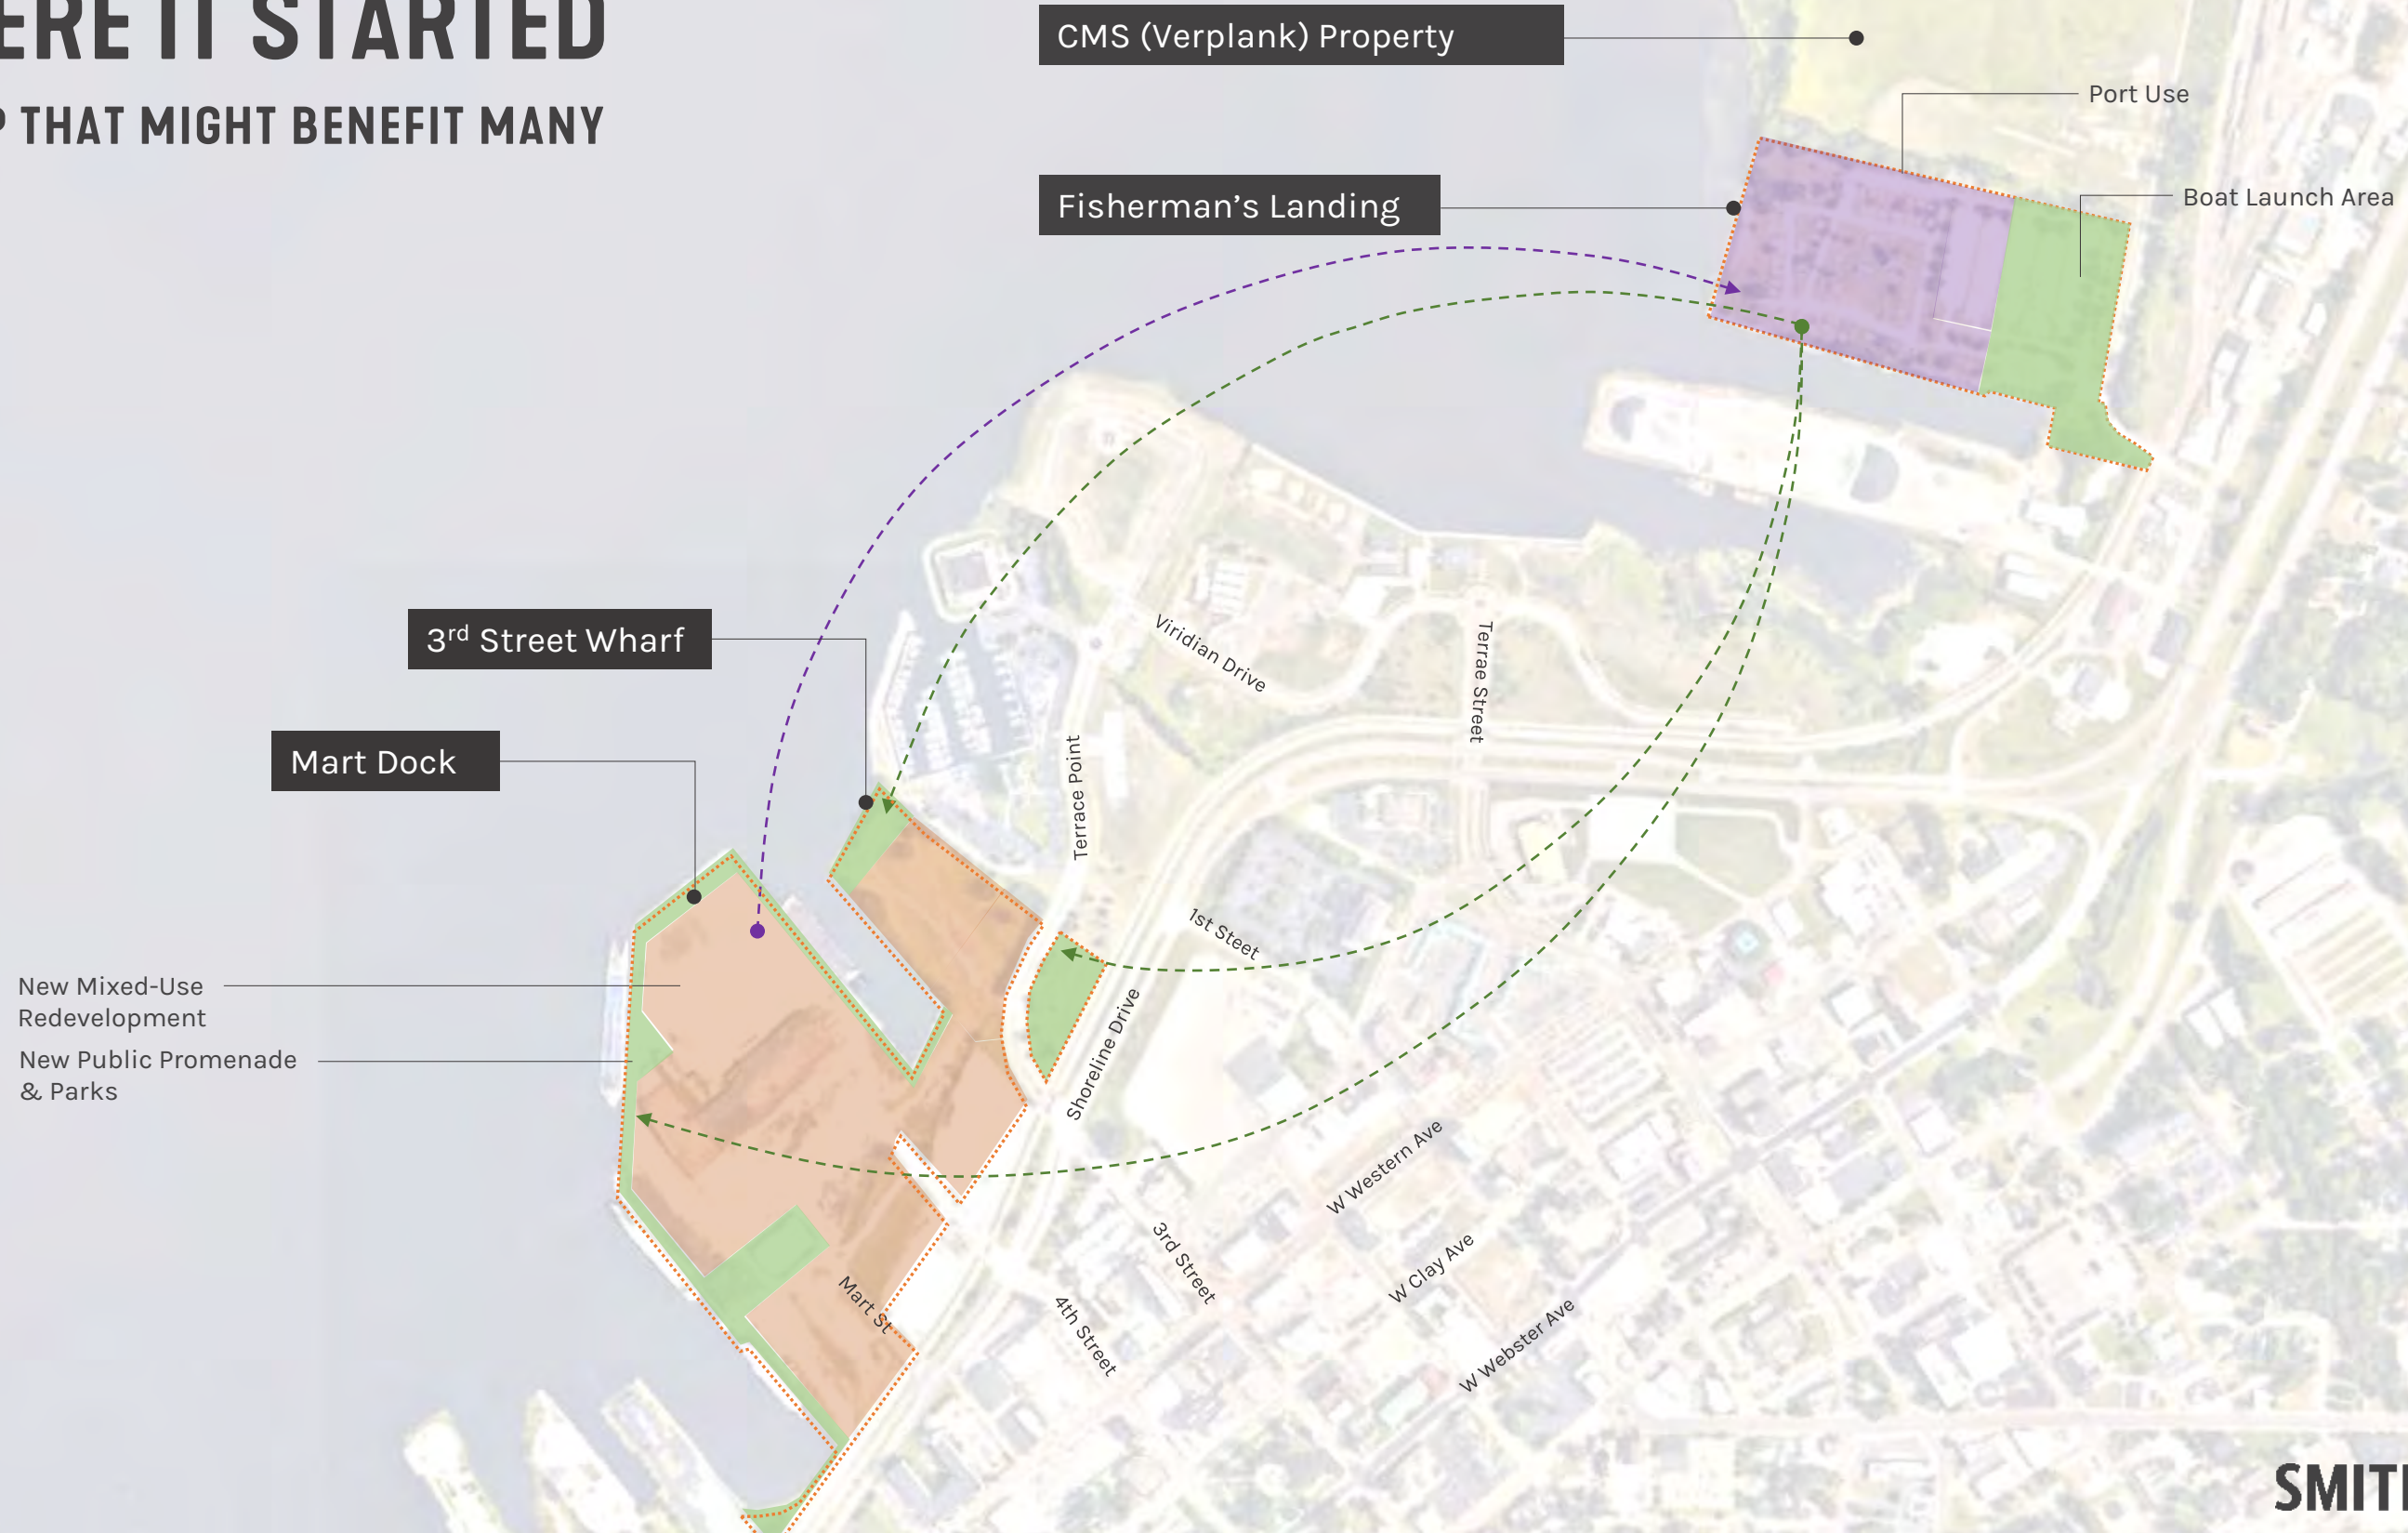 ERE IT STARTED
P THAT MIGHT BENEFIT MANY
CMS (Verplank) Property
Port Use
Fisherman's Landing
Boat Launch Area
3rd Street Wharf
Mart Dock
New Mixed-Use
Redevelopment
New Public Promenade
& Parks
Viridian Drive
Terrae Street
Terrace Point
1st Steet
Shoreline Drive
W Western Ave
3rd Street
W Clay Ave
Mart St
4th Street
W Webster Ave
SMIT